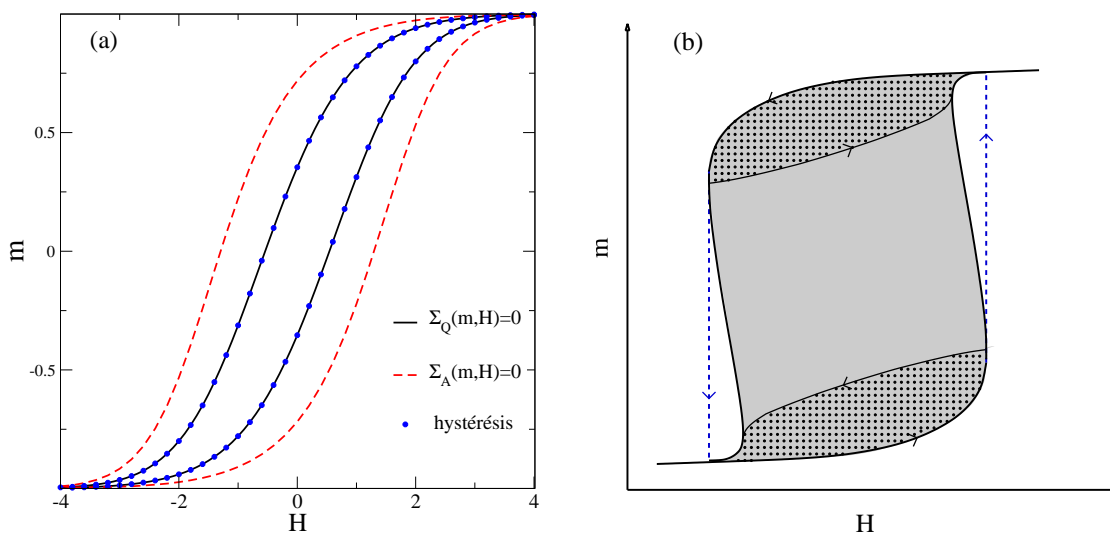 (a)
m
0.5
0
-0.5
-4
-2
0
2
4
H
Σ_Q(m,H)=0
Σ_A(m,H)=0
hystérésis
(b)
m
H